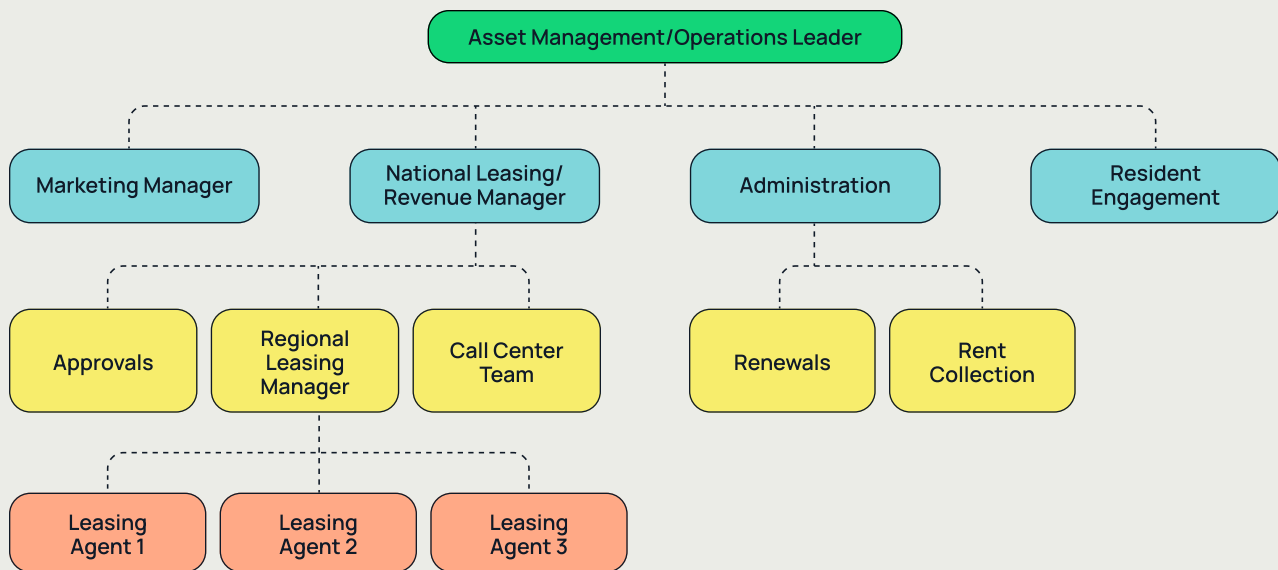 Asset Management/Operations Leader
Marketing Manager
National Leasing/
Revenue Manager
Administration
Resident
Engagement
Approvals
Regional
Leasing
Manager
Call Center
Team
Renewals
Rent
Collection
Leasing
Agent 1
Leasing
Agent 2
Leasing
Agent 3